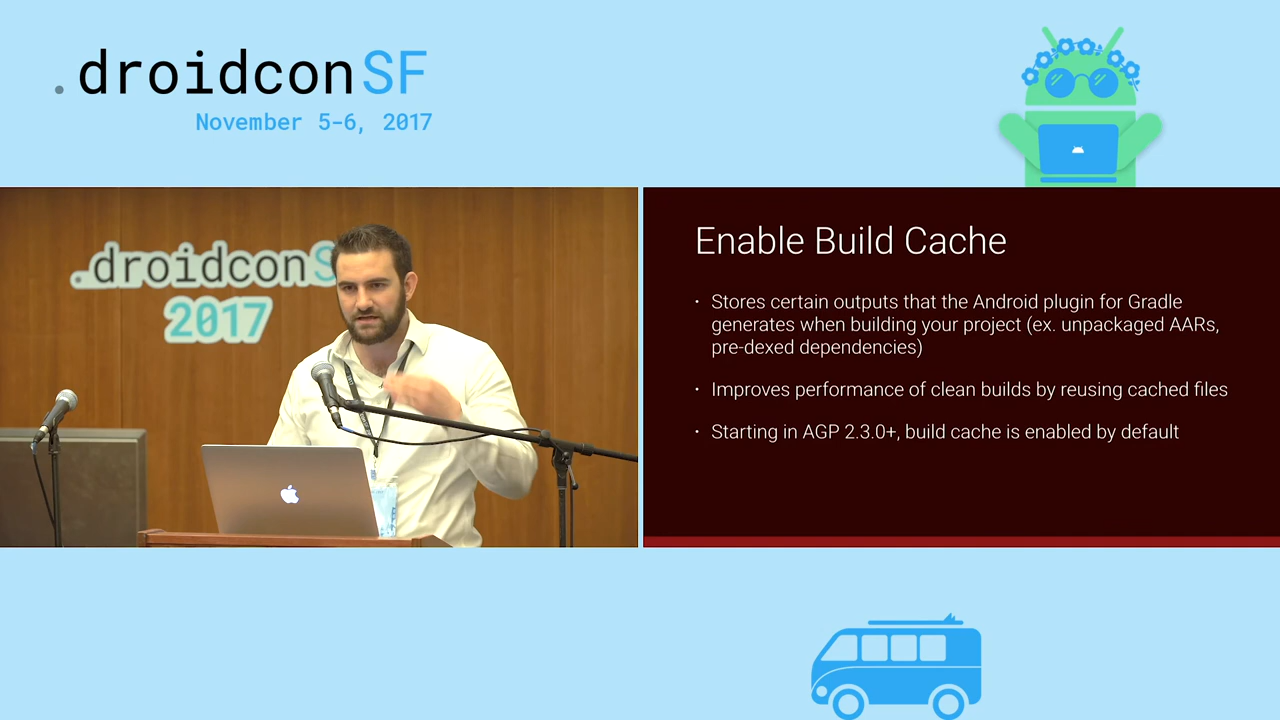 .droidconSF
November 5-6, 2017
.droidconS
2017
Enable Build Cache
• Stores certain outputs that the Android plugin for Gradle
generates when building your project (ex. unpackaged AARs,
pre-dexed dependencies)
• Improves performance of clean builds by reusing cached files
• Starting in AGP 2.3.0+, build cache is enabled by default